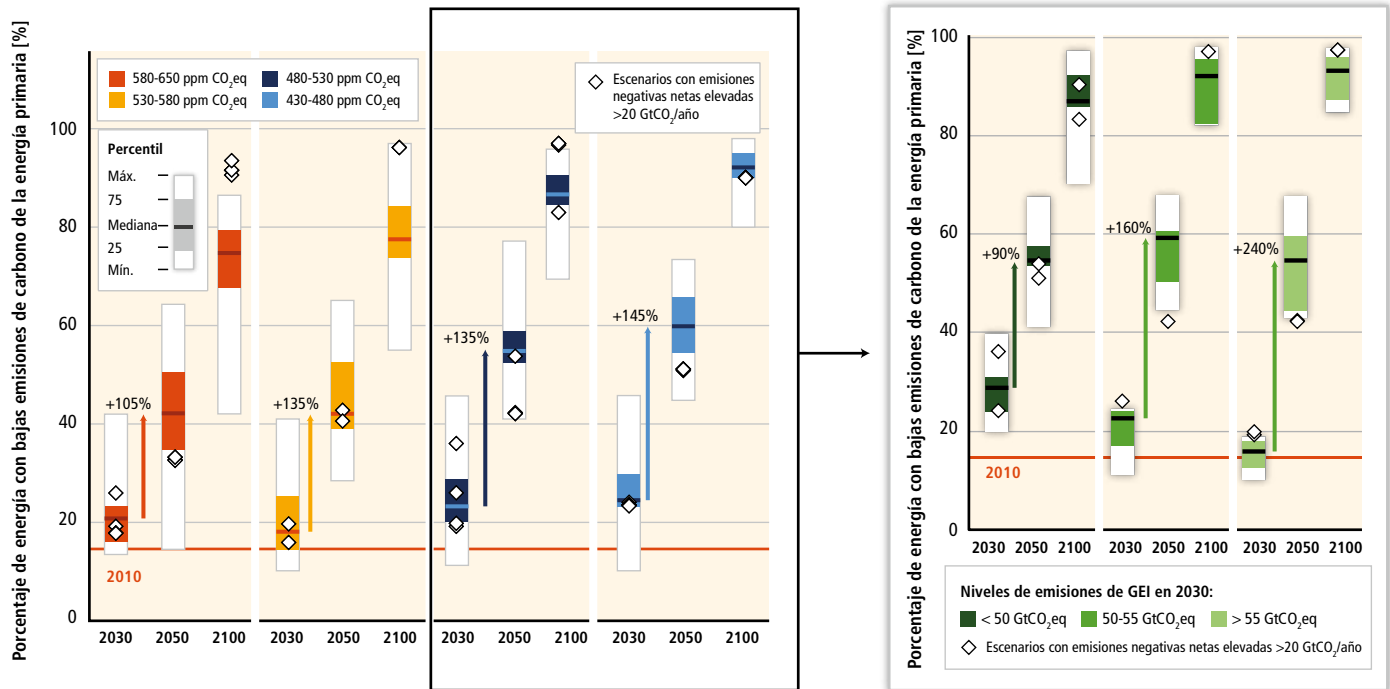 Porcentaje de energía con bajas emisiones de carbono de la energía primaria [%]
580-650 ppm CO₂eq
530-580 ppm CO₂eq
480-530 ppm CO₂eq
430-480 ppm CO₂eq
Escenarios con emisiones
negativas netas elevadas
>20 GtCO₂/año
Percentil
Máx.
75
Mediana
25
Mín.
100
80
60
40
20
0
+105%
+135%
+135%
+145%
2010
2030 2050 2100 2030 2050 2100 2030 2050 2100 2030 2050 2100
Porcentaje de energía con bajas emisiones de carbono de la energía primaria [%]
100
80
60
40
20
0
+90%
+160%
+240%
2010
2030 2050 2100 2030 2050 2100 2030 2050 2100
Niveles de emisiones de GEI en 2030:
< 50 GtCO₂eq 50-55 GtCO₂eq > 55 GtCO₂eq
Escenarios con emisiones negativas netas elevadas >20 GtCO₂/año